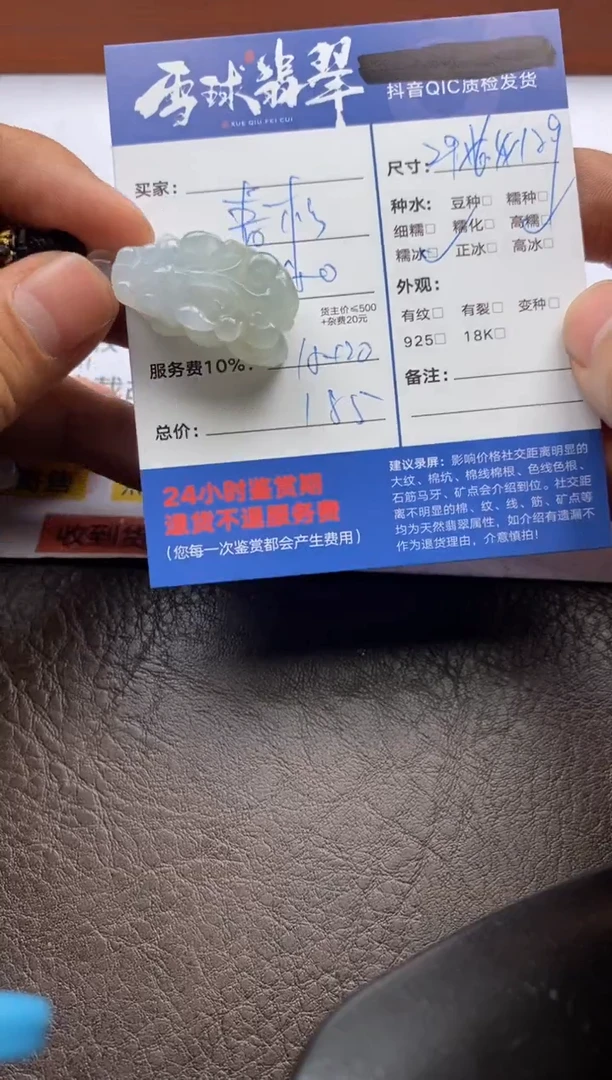 雪球翡翠
XUE QIU FEI CUI
抖音QIC质检发货
买家:
春杉
货主价≤500
+杂费20元
服务费10%:
总价:
185
24小时鉴赏期
退货不退服务费
(您每一次鉴赏都会产生费用)
尺寸:
种水: 豆种□ 糯种□
细糯□ 糯化□ 高糯□
糯冰□ 正冰□ 高冰□
外观:
有纹□ 有裂□ 变种□
925□ 18K□
备注:
建议录屏: 影响价格社交距离明显的
大纹、棉坑、棉线棉根、色线色根、
石筋马牙、矿点会介绍到位。社交距
离不明显的棉、纹、线、筋、矿点等
均为天然翡翠属性,如介绍有遗漏不
作为退货理由,介意慎拍!
收到货